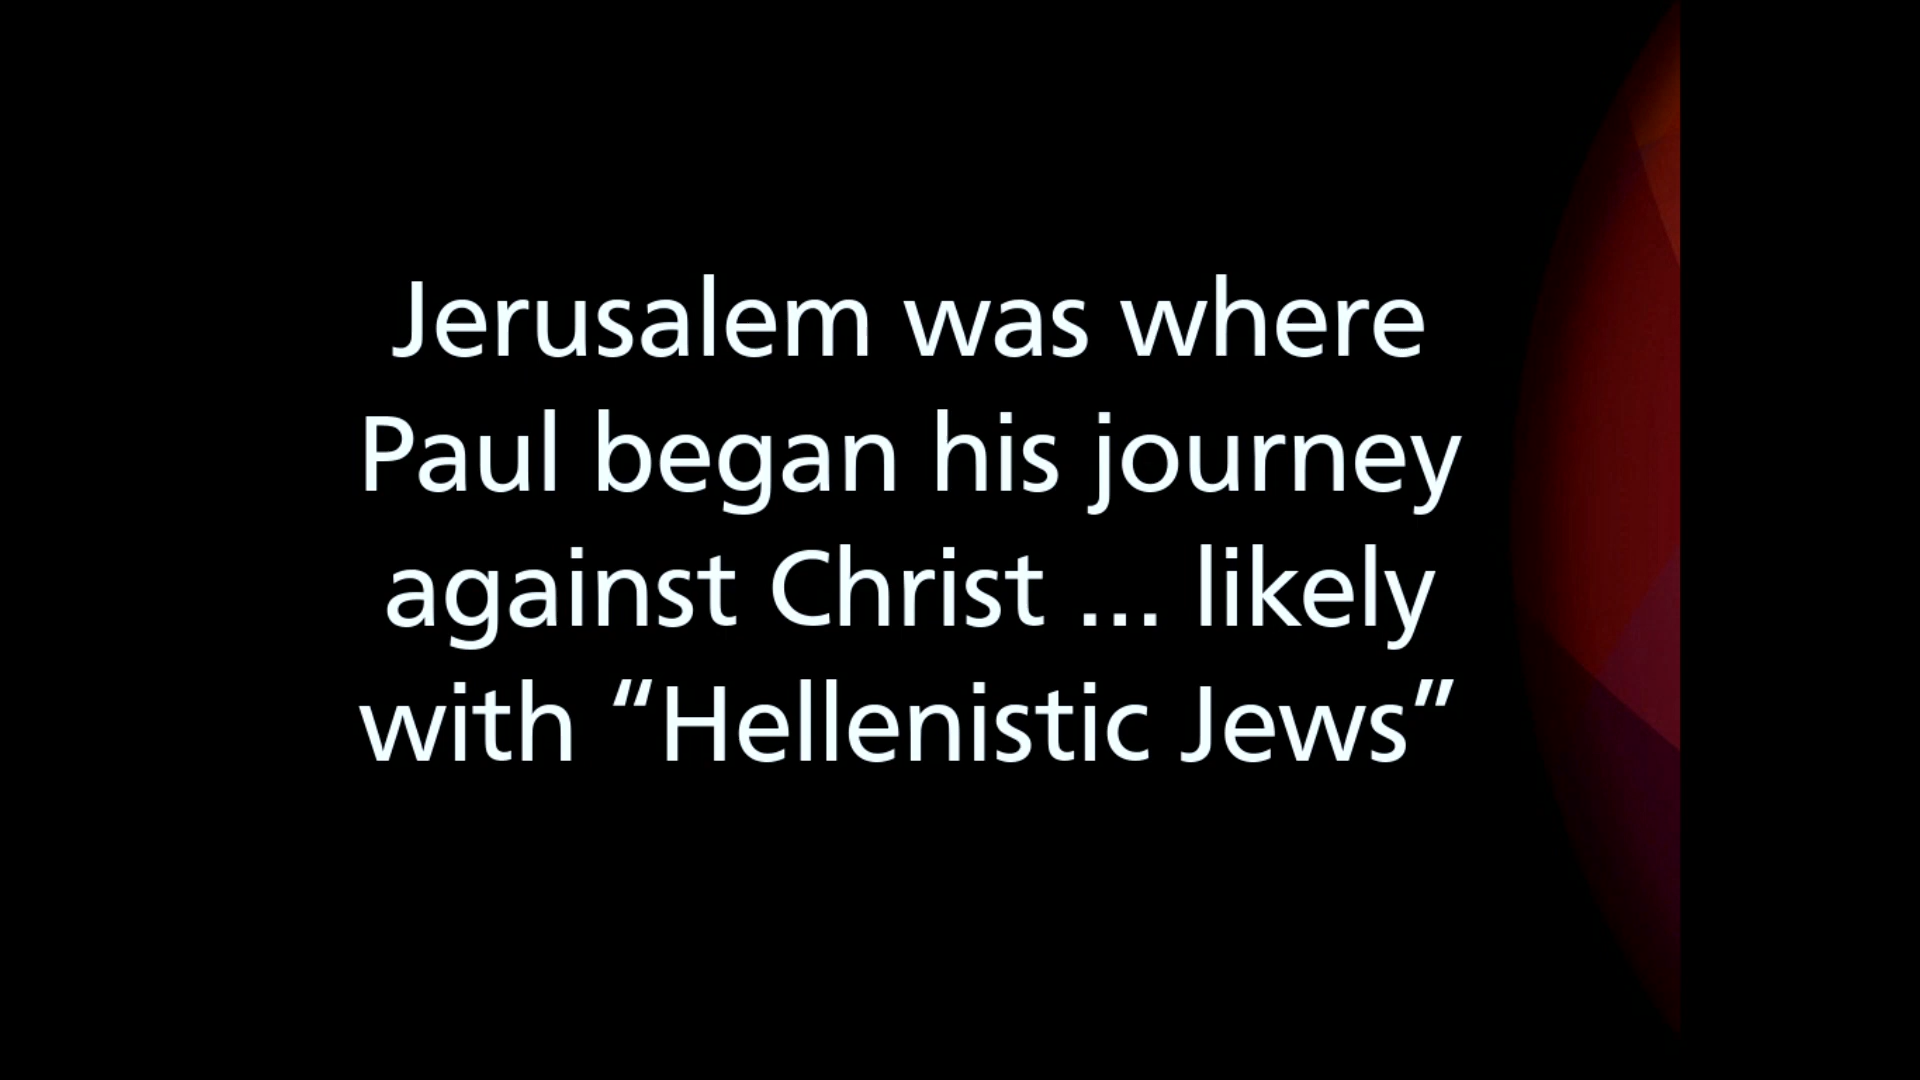 Jerusalem was where
Paul began his journey
against Christ ... likely
with “Hellenistic Jews”